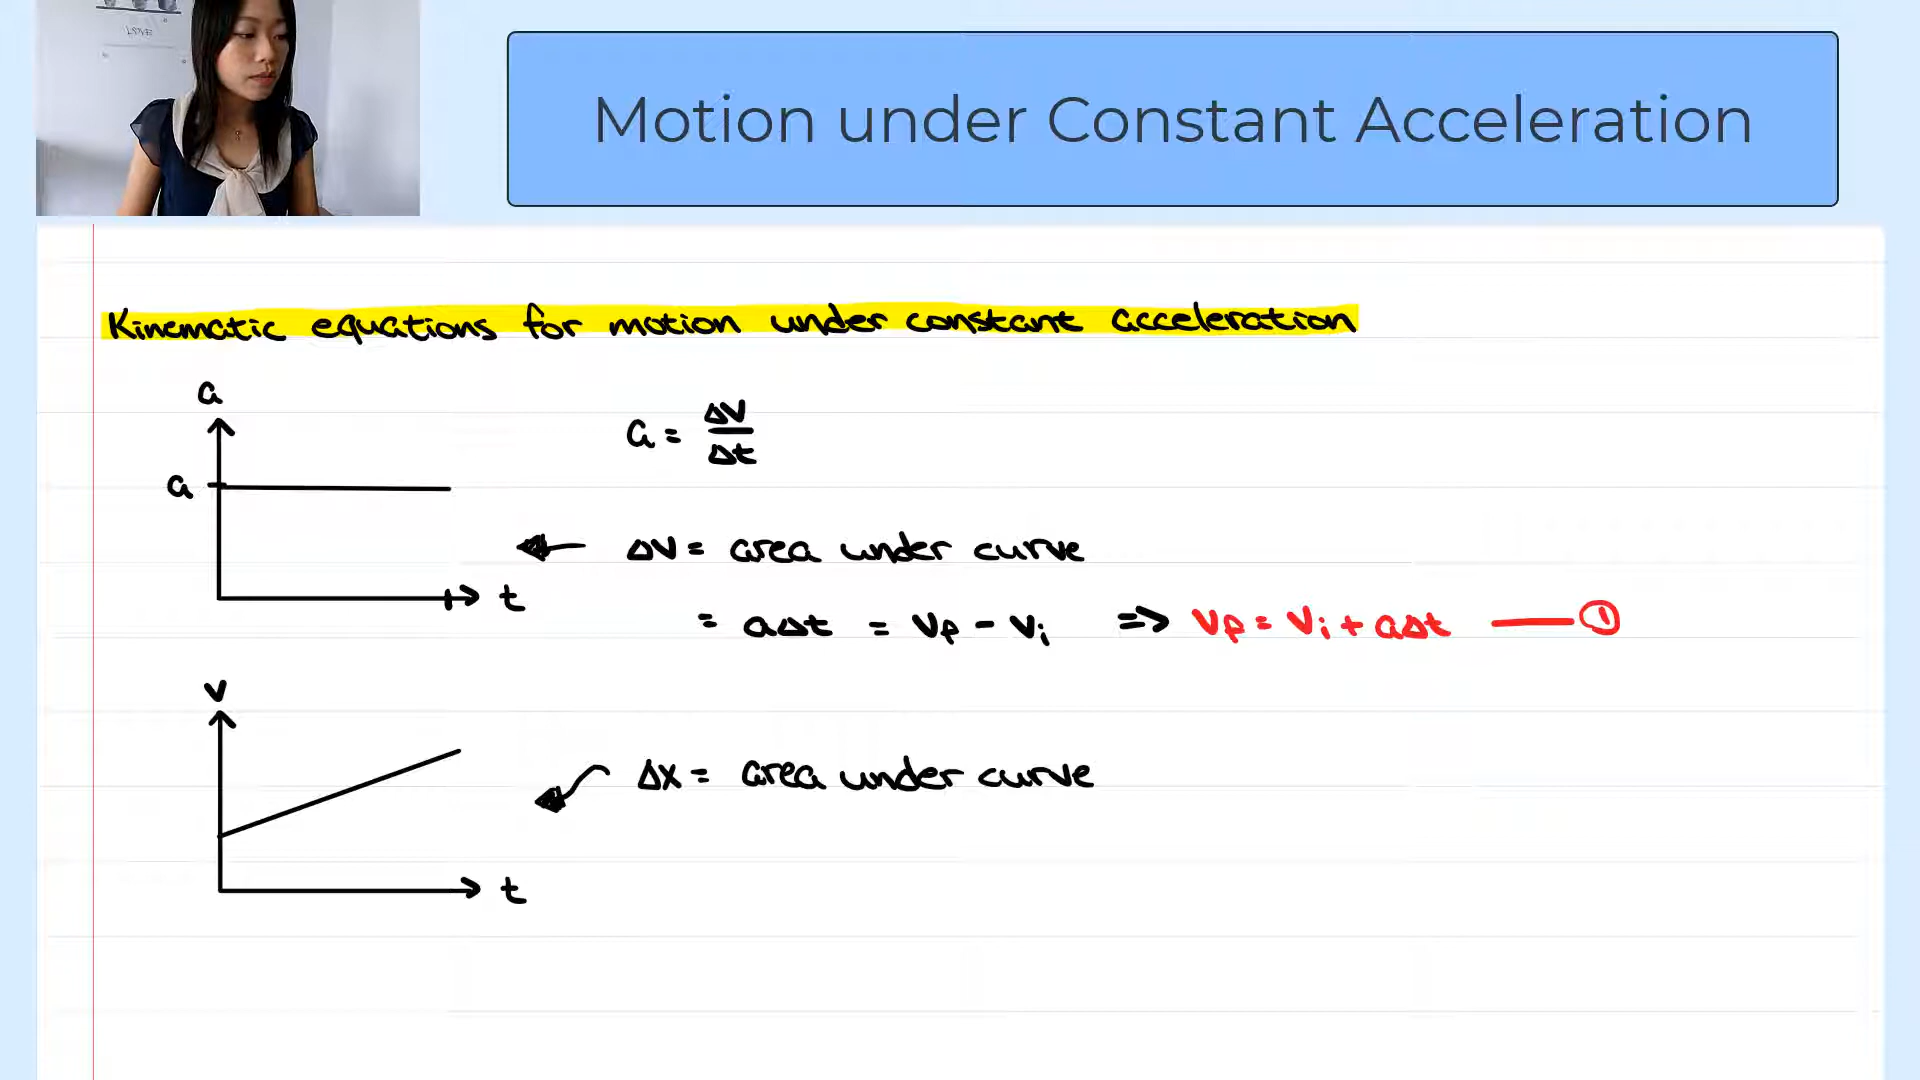 Motion under Constant Acceleration
Kinematic equations for motion under constant acceleration
a
a = ΔV/Δt
a
ΔV = area under curve
t
= aΔt = Vf - Vi ⇒ Vf = Vi + aΔt —— ①
V
Δx = area under curve
t